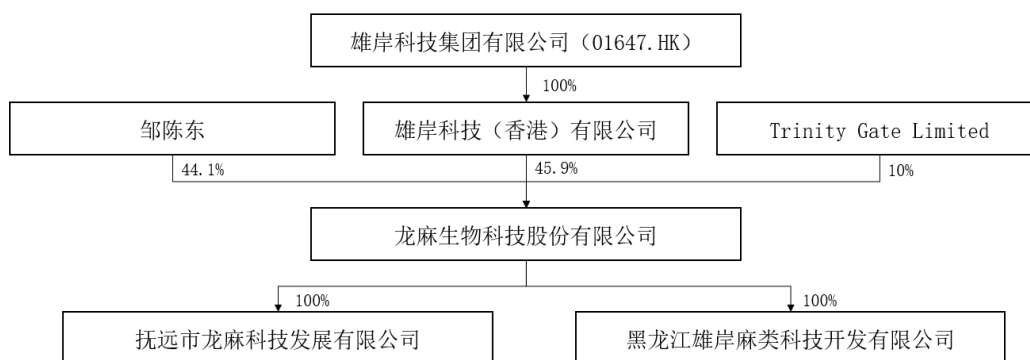 雄岸科技集团有限公司（01647.HK）
100%
邹陈东
雄岸科技（香港）有限公司
Trinity Gate Limited
44.1%
45.9%
10%
龙麻生物科技股份有限公司
100%
100%
抚远市龙麻科技发展有限公司
黑龙江雄岸麻类科技开发有限公司